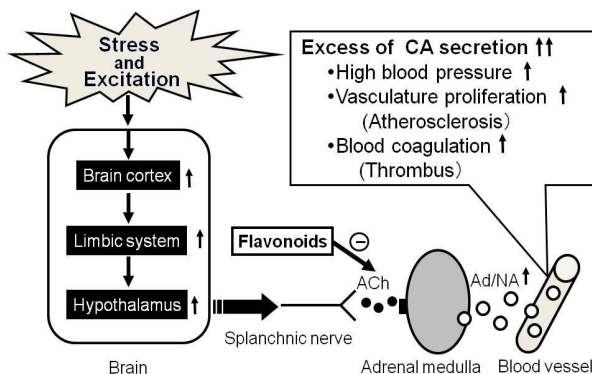 Stress
and
Excitation
Brain cortex
Limbic system
Hypothalamus
Brain
Splanchnic nerve
Flavonoids
ACh
Adrenal medulla
Ad/NA
Blood vessel
Excess of CA secretion ↑↑
•High blood pressure ↑
•Vasculature proliferation ↑
(Atherosclerosis)
•Blood coagulation ↑
(Thrombus)